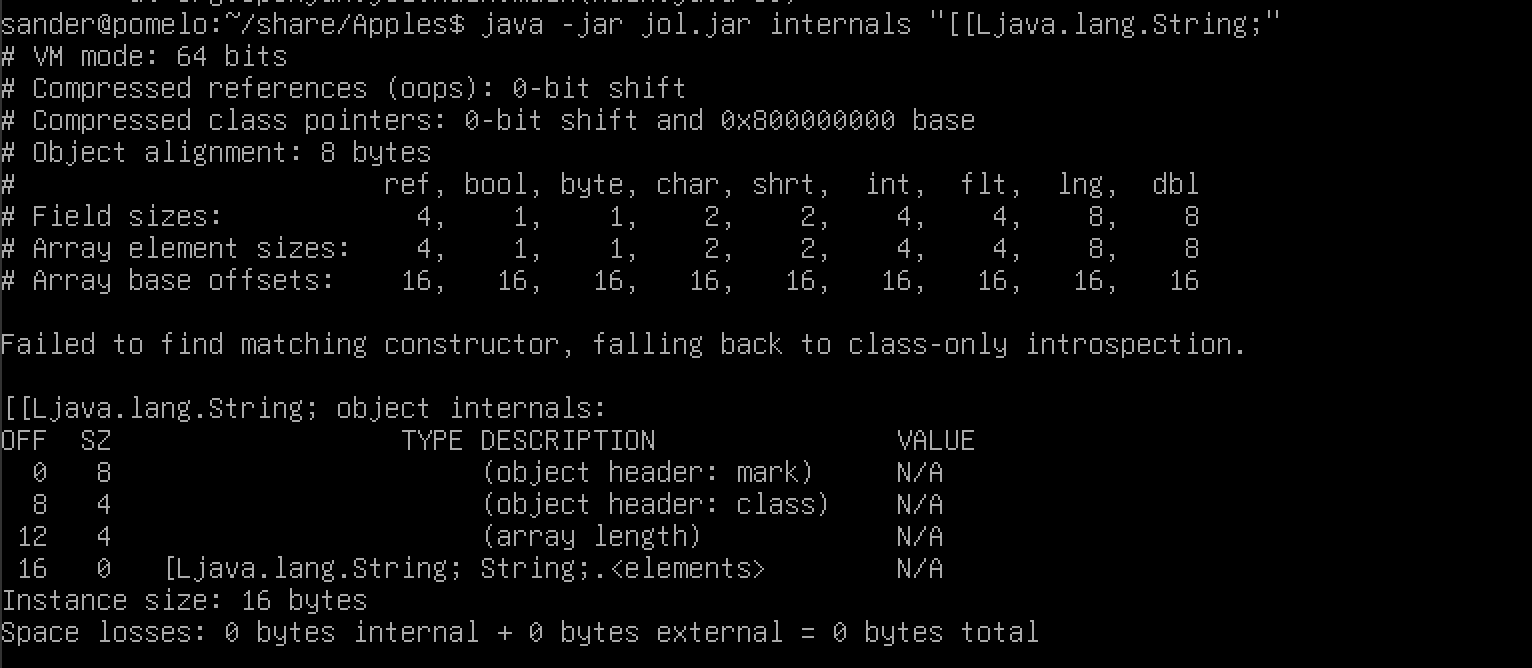 sander@pomelo:~/share/Apples$ java -jar jol.jar internals "[[Ljava.lang.String;"
# VM mode: 64 bits
# Compressed references (oops): 0-bit shift
# Compressed class pointers: 0-bit shift and 0x800000000 base
# Object alignment: 8 bytes
#                       ref, bool, byte, char, shrt,  int,  flt,  lng,  dbl
# Field sizes:            4,    1,    1,    2,    2,    4,    4,    8,    8
# Array element sizes:    4,    1,    1,    2,    2,    4,    4,    8,    8
# Array base offsets:    16,   16,   16,   16,   16,   16,   16,   16,   16
Failed to find matching constructor, falling back to class-only introspection.
[[Ljava.lang.String; object internals:
OFF  SZ                  TYPE DESCRIPTION               VALUE
  0   8                       (object header: mark)     N/A
  8   4                       (object header: class)    N/A
 12   4                       (array length)            N/A
 16   0   [Ljava.lang.String; String;.<elements>        N/A
Instance size: 16 bytes
Space losses: 0 bytes internal + 0 bytes external = 0 bytes total